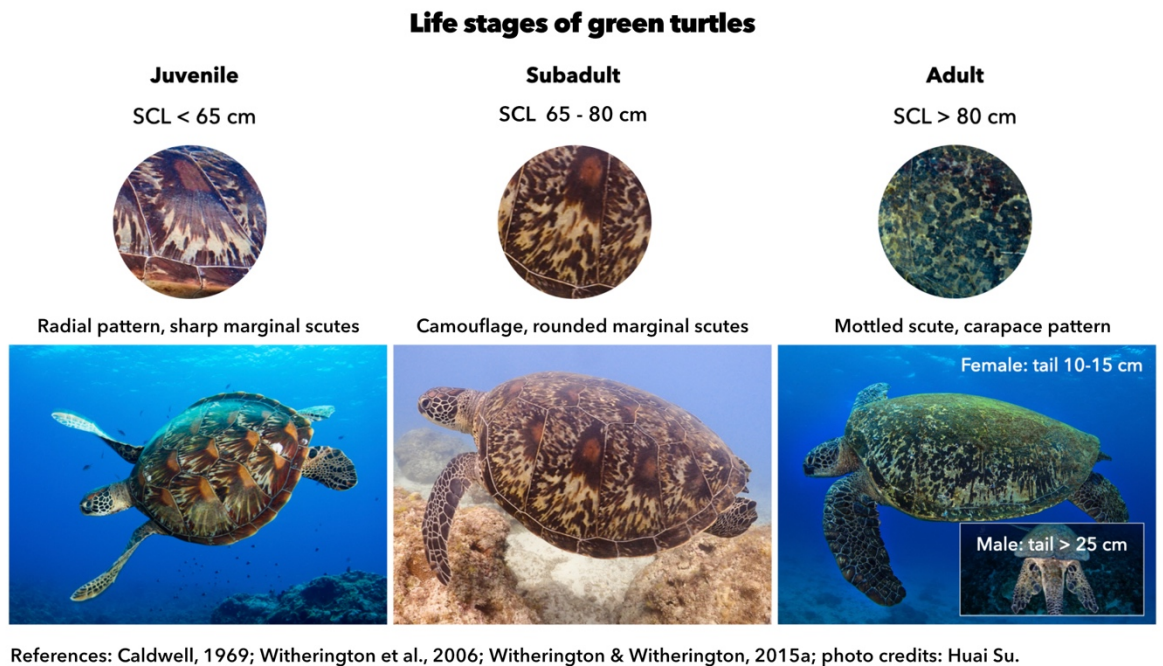 Life stages of green turtles
Juvenile
SCL < 65 cm
Radial pattern, sharp marginal scutes
Subadult
SCL  65 - 80 cm
Camouflage, rounded marginal scutes
Adult
SCL > 80 cm
Mottled scute, carapace pattern
Female: tail 10-15 cm
Male: tail > 25 cm
References: Caldwell, 1969; Witherington et al., 2006; Witherington & Witherington, 2015a; photo credits: Huai Su.